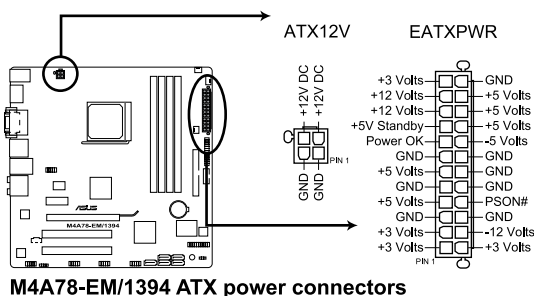 ATX12V
EATXPWR
+12V DC
+12V DC
GND
GND
PIN 1
+3 Volts GND
+12 Volts +5 Volts
+12 Volts +5 Volts
+5V Standby +5 Volts
Power OK -5 Volts
GND GND
+5 Volts GND
GND GND
+5 Volts PSON#
GND GND
+3 Volts -12 Volts
+3 Volts +3 Volts
PIN 1
ASUS
M4A78-EM/1394
M4A78-EM/1394 ATX power connectors